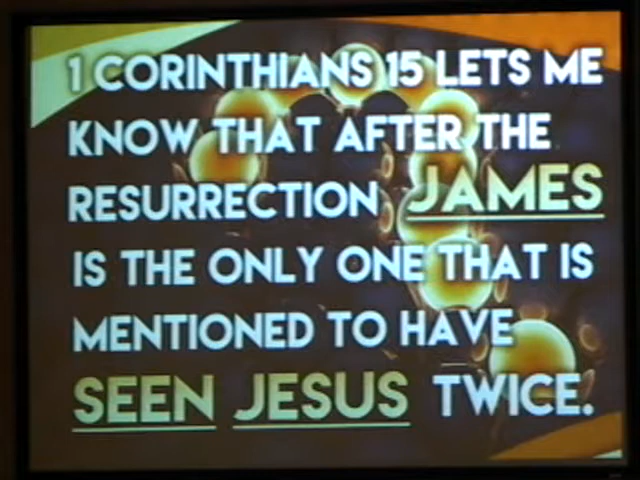 1 CORINTHIANS 15 LETS ME
KNOW THAT AFTER THE
RESURRECTION JAMES
IS THE ONLY ONE THAT IS
MENTIONED TO HAVE
SEEN JESUS TWICE.